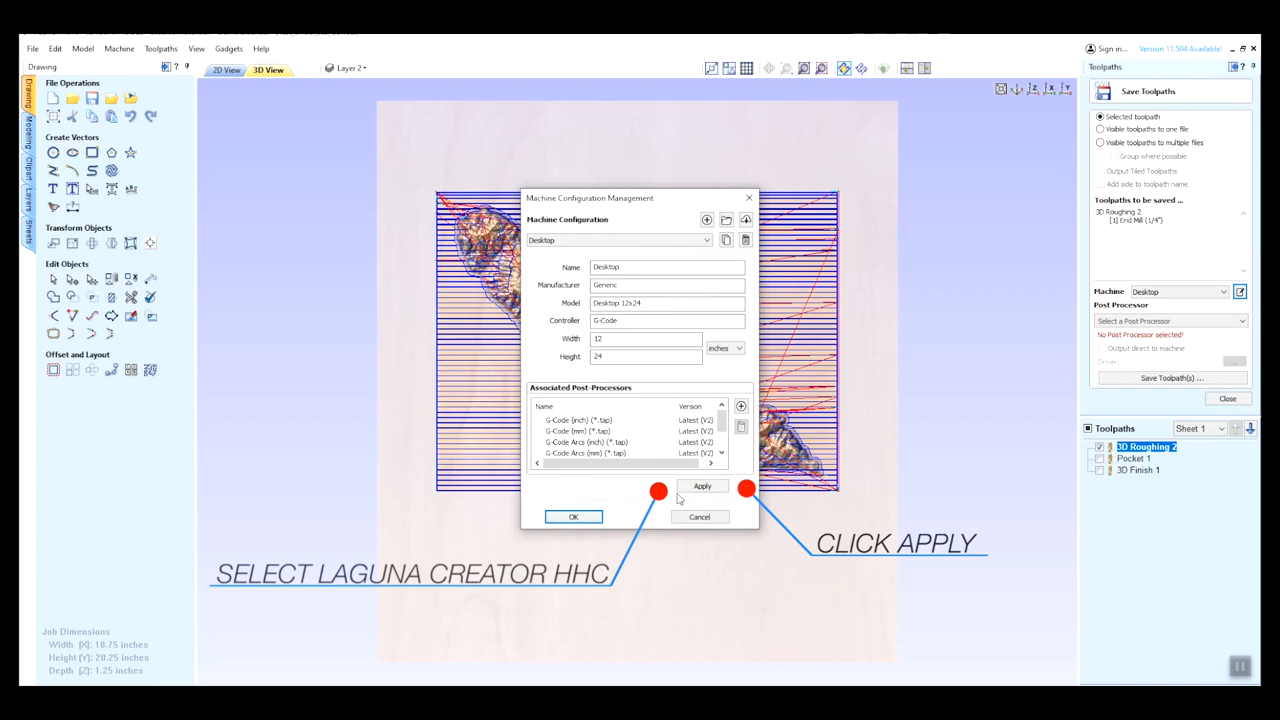 File Edit Model Machine Toolpaths View Gadgets Help
Sign in... Version 11.504 Available!
Drawing
2D View 3D View Layer 2
Toolpaths
File Operations
Create Vectors
Transform Objects
Edit Objects
Offset and Layout
Drawing
Modeling
Clipart
Layers
Sheets
Job Dimensions
Width (X): 18.75 inches
Height (Y): 20.25 inches
Depth (Z): 1.25 inches
Machine Configuration Management
Machine Configuration
Desktop
Name Desktop
Manufacturer Generic
Model Desktop 12x24
Controller G-Code
Width 12
inches
Height 24
Associated Post-Processors
Name Version
G-Code (inch) (*.tap) Latest (V2)
G-Code (mm) (*.tap) Latest (V2)
G-Code Arcs (inch) (*.tap) Latest (V2)
G-Code Arcs (mm) (*.tap) Latest (V2)
Apply
OK Cancel
SELECT LAGUNA CREATOR HHC
CLICK APPLY
Save Toolpaths
Selected toolpath
Visible toolpaths to one file
Visible toolpaths to multiple files
Group where possible
Output Tiled Toolpaths
Add side to toolpath name
Toolpaths to be saved ...
3D Roughing 2
[1] End Mill (1/4")
Machine Desktop
Post Processor
Select a Post Processor
No Post Processor selected!
Output direct to machine
Driver: ...
Save Toolpath(s) ...
Close
Toolpaths Sheet 1
3D Roughing 2
Pocket 1
3D Finish 1